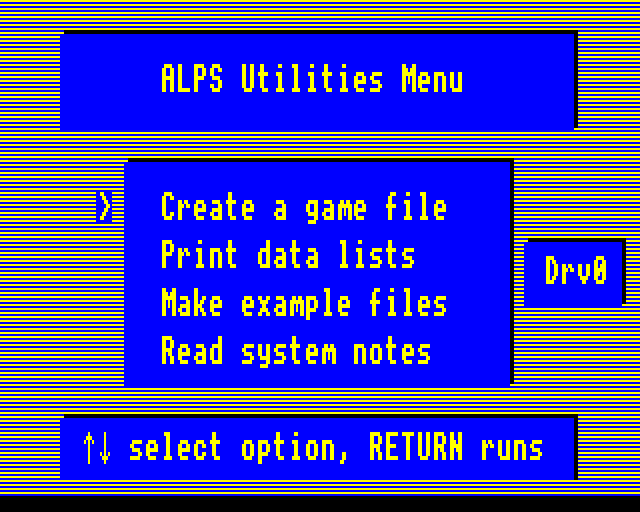 ALPS Utilities Menu
> Create a game file
Print data lists
Drv0
Make example files
Read system notes
↑↓ select option, RETURN runs